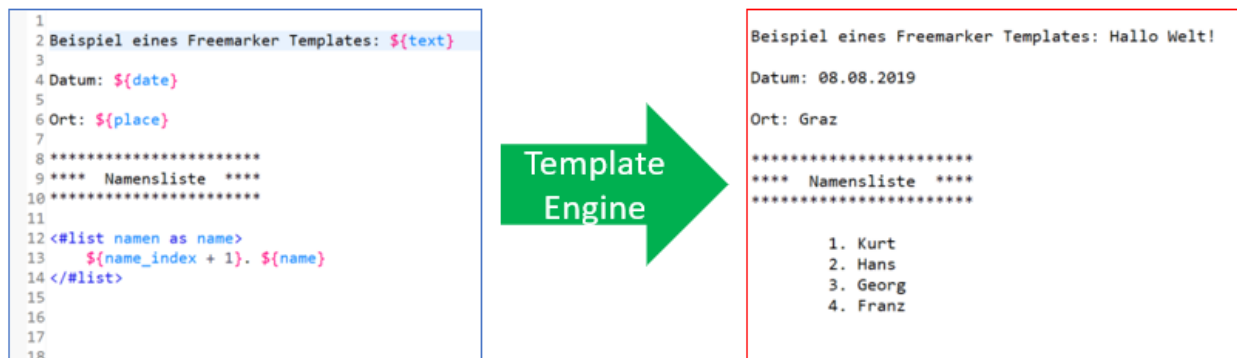 1
2 Beispiel eines Freemarker Templates: ${text}
3
4 Datum: ${date}
5
6 Ort: ${place}
7
8 ***********************
9 ****  Namensliste  ****
10 ***********************
11
12 <#list namen as name>
13     ${name_index + 1}. ${name}
14 </#list>
15
16
17
18
Template
Engine
Beispiel eines Freemarker Templates: Hallo Welt!
Datum: 08.08.2019
Ort: Graz
***********************
****  Namensliste  ****
***********************
1. Kurt
2. Hans
3. Georg
4. Franz